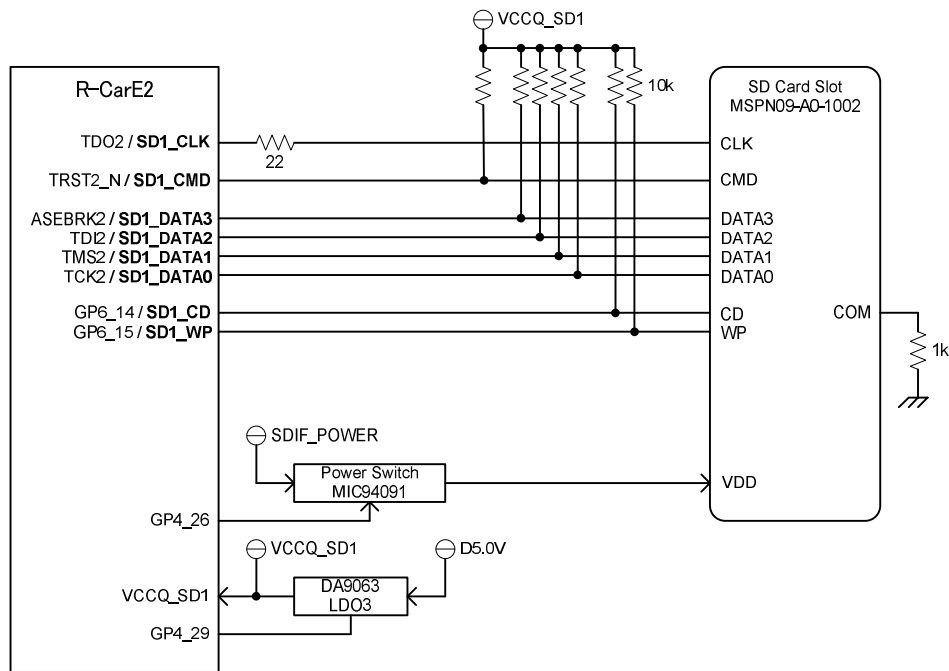 VCCQ_SD1
R-CarE2
10k
SD Card Slot
MSPN09-A0-1002
TDO2 / SD1_CLK
22
CLK
TRST2_N / SD1_CMD
CMD
ASEBRK2 / SD1_DATA3
DATA3
TDI2 / SD1_DATA2
DATA2
TMS2 / SD1_DATA1
DATA1
TCK2 / SD1_DATA0
DATA0
GP6_14 / SD1_CD
CD
COM
GP6_15 / SD1_WP
WP
1k
SDIF_POWER
Power Switch
MIC94091
VDD
GP4_26
VCCQ_SD1
D5.0V
DA9063
LDO3
VCCQ_SD1
GP4_29